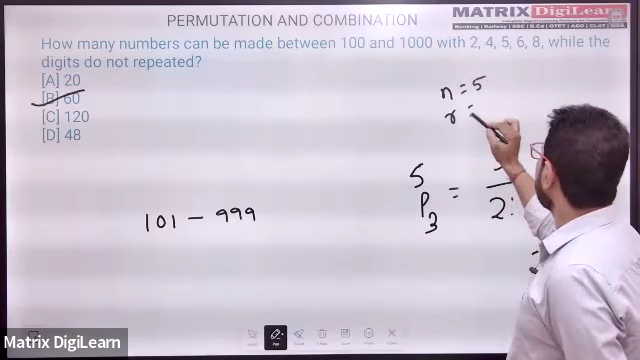 PERMUTATION AND COMBINATION
MATRIX DigiLearn
How many numbers can be made between 100 and 1000 with 2, 4, 5, 6, 8, while the
digits do not repeated?
[A] 20
[B] 60
[C] 120
[D] 48
n = 5
r =
5
P =
3
2!
101 - 999
Matrix DigiLearn